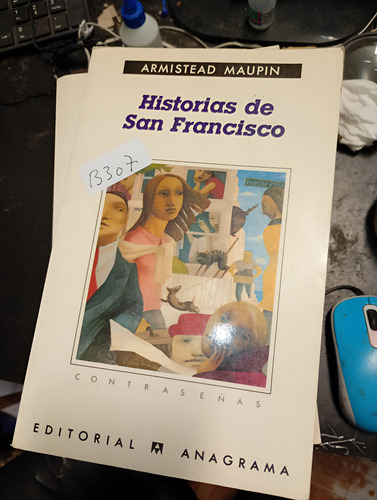 ARMISTEAD MAUPIN
Historias de
San Francisco
B307
CONTRASEÑAS
EDITORIAL ANAGRAMA